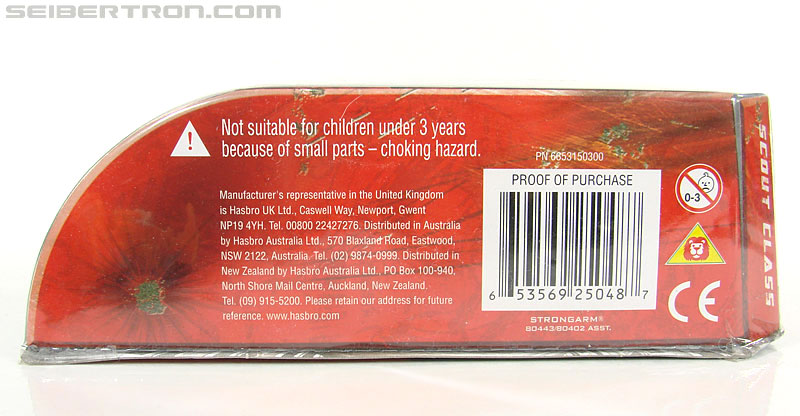 SEIBERTRON.COM
Not suitable for children under 3 years
because of small parts – choking hazard.
Manufacturer's representative in the United Kingdom
is Hasbro UK Ltd., Caswell Way, Newport, Gwent
NP19 4YH. Tel. 00800 22427276. Distributed in Australia
by Hasbro Australia Ltd., 570 Blaxland Road, Eastwood,
NSW 2122, Australia. Tel. (02) 9874-0999. Distributed in
New Zealand by Hasbro Australia Ltd., PO Box 100-940,
North Shore Mail Centre, Auckland, New Zealand.
Tel. (09) 915-5200. Please retain our address for future
reference. www.hasbro.com
PN 6653150300
PROOF OF PURCHASE
6 53569 25048 7
STRONGARM®
80443/80402 ASST.
0-3
CE
SCOUT CLASS